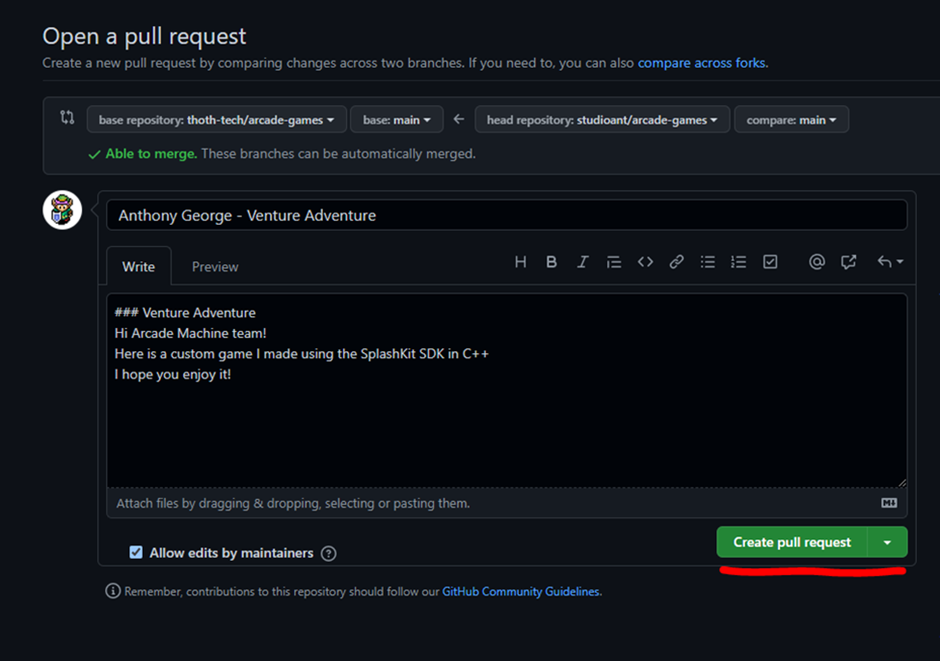 Open a pull request
Create a new pull request by comparing changes across two branches. If you need to, you can also compare across forks.
base repository: thoth-tech/arcade-games base: main ← head repository: studioant/arcade-games compare: main
Able to merge. These branches can be automatically merged.
Anthony George - Venture Adventure
Write Preview H B I @
### Venture Adventure
Hi Arcade Machine team!
Here is a custom game I made using the SplashKit SDK in C++
I hope you enjoy it!
Attach files by dragging & dropping, selecting or pasting them.
Create pull request
Allow edits by maintainers
Remember, contributions to this repository should follow our GitHub Community Guidelines.